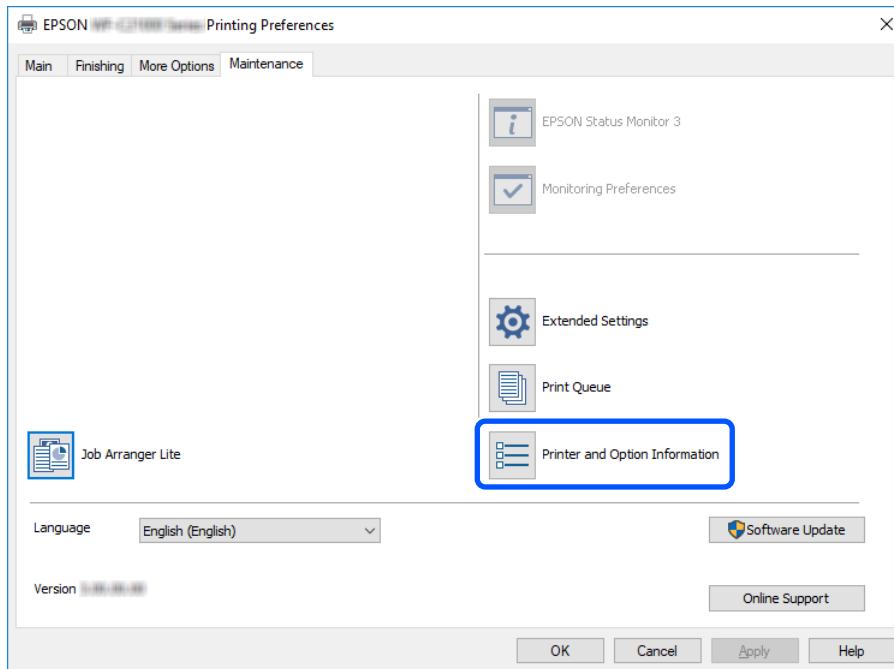 EPSON Printing Preferences
Main Finishing More Options Maintenance
EPSON Status Monitor 3
Monitoring Preferences
Extended Settings
Print Queue
Job Arranger Lite
Printer and Option Information
Language English (English)
Software Update
Version
Online Support
OK Cancel Apply Help